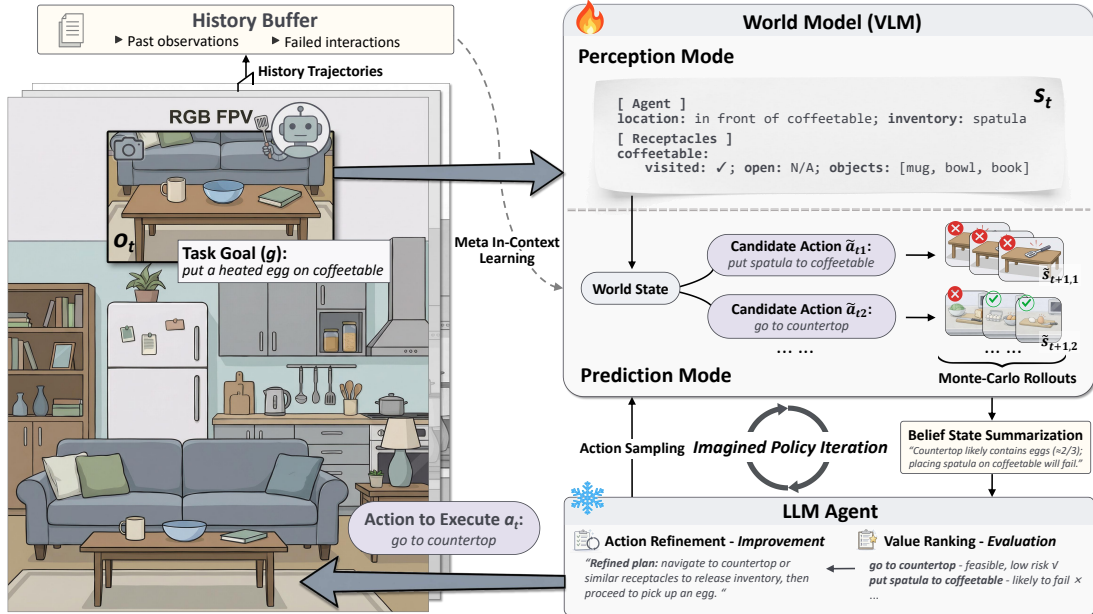 History Buffer
▶ Past observations ▶ Failed interactions
History Trajectories
RGB FPV
o_t
Task Goal (g):
put a heated egg on coffeetable
Meta In-Context
Learning
Action to Execute a_t:
go to countertop
World Model (VLM)
Perception Mode
s_t
[ Agent ]
location: in front of coffeetable; inventory: spatula
[ Receptacles ]
coffeetable:
visited: ✓; open: N/A; objects: [mug, bowl, book]
World State
Candidate Action ã_t1:
put spatula to coffeetable
s̃_t+1,1
Candidate Action ã_t2:
go to countertop
s̃_t+1,2
... ...
... ...
Prediction Mode
Monte-Carlo Rollouts
Action Sampling
Imagined Policy Iteration
Belief State Summarization
"Countertop likely contains eggs (≈2/3);
placing spatula on coffeetable will fail."
LLM Agent
Action Refinement - Improvement
"Refined plan: navigate to countertop or
similar receptacles to release inventory, then
proceed to pick up an egg. "
Value Ranking - Evaluation
go to countertop - feasible, low risk √
put spatula to coffeetable - likely to fail ×
...